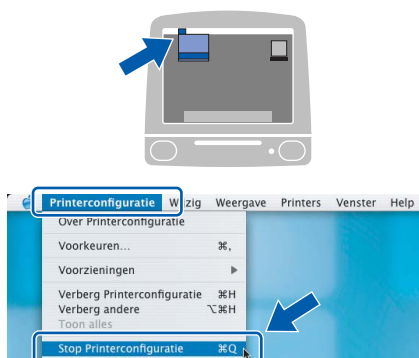 Printerconfiguratie Wijzig Weergave Printers Venster Help
Over Printerconfiguratie
Voorkeuren... ⌘,
Voorzieningen ▶
Verberg Printerconfiguratie ⌘H
Verberg andere ⌥⌘H
Toon alles
Stop Printerconfiguratie ⌘Q